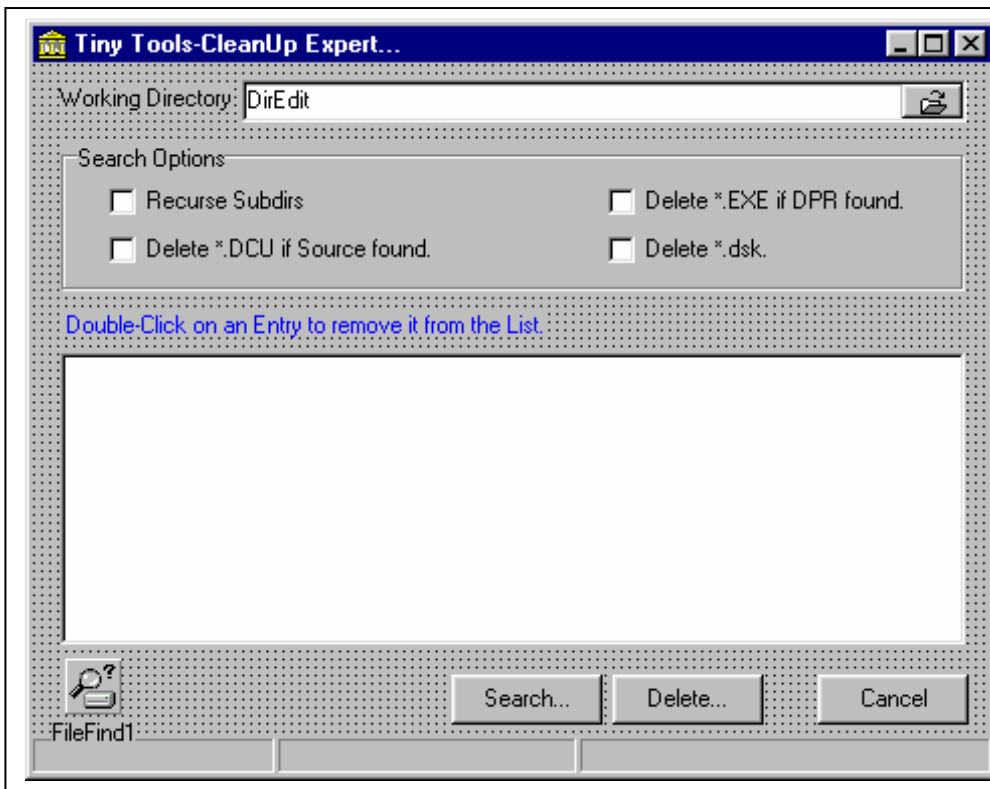 Tiny Tools-CleanUp Expert...
Working Directory: DirEdit
Search Options
Recurse Subdirs
Delete *.EXE if DPR found.
Delete *.DCU if Source found.
Delete *.dsk.
Double-Click on an Entry to remove it from the List.
Search...
Delete...
Cancel
FileFind1